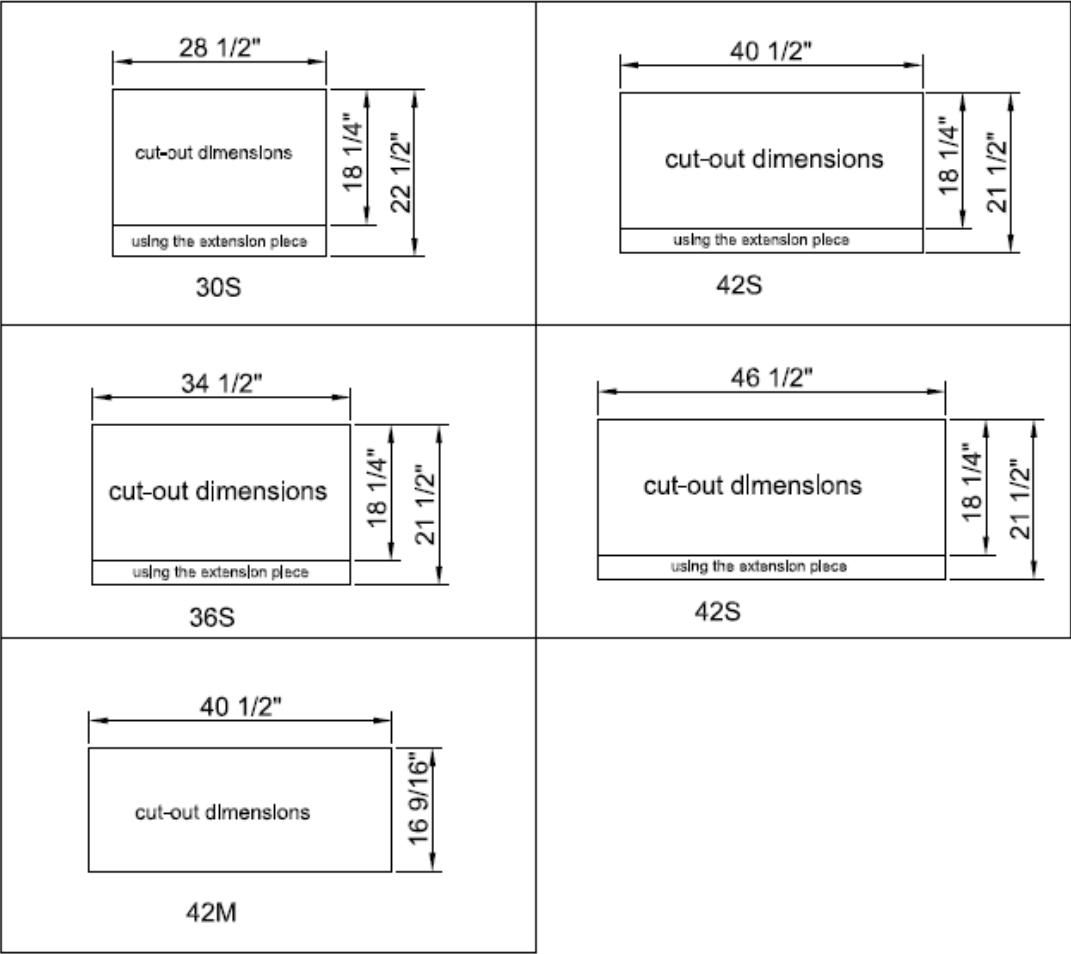 28 1/2"
cut-out dimensions
18 1/4"
22 1/2"
using the extension piece
30S
40 1/2"
cut-out dimensions
18 1/4"
21 1/2"
using the extension piece
42S
34 1/2"
cut-out dimensions
18 1/4"
21 1/2"
using the extension piece
36S
46 1/2"
cut-out dimensions
18 1/4"
21 1/2"
using the extension piece
42S
40 1/2"
cut-out dimensions
16 9/16"
42M